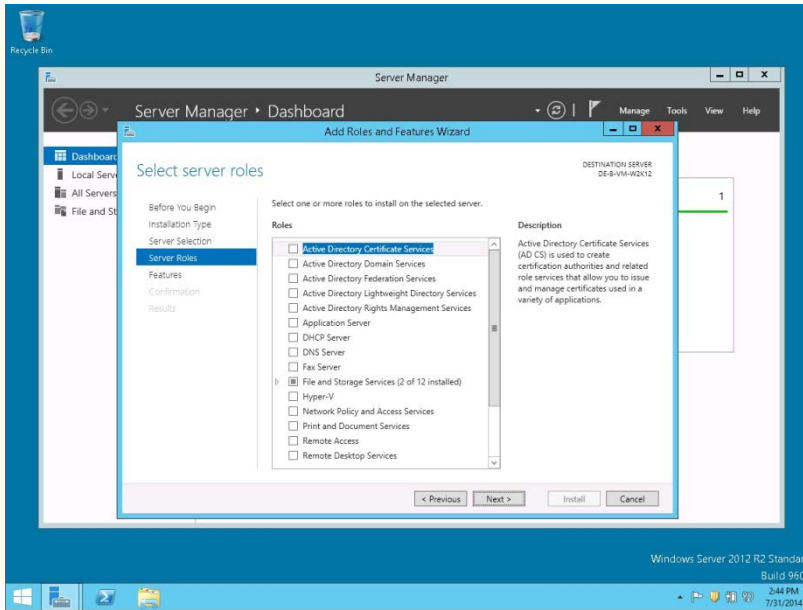 Recycle Bin
Server Manager
Server Manager ‣ Dashboard
Manage Tools View Help
Add Roles and Features Wizard
Dashboard
Local Serv
All Servers
File and St
1
Select server roles
DESTINATION SERVER
DE-B-VM-W2K12
Before You Begin
Installation Type
Server Selection
Server Roles
Features
Confirmation
Results
Select one or more roles to install on the selected server.
Roles
Active Directory Certificate Services
Active Directory Domain Services
Active Directory Federation Services
Active Directory Lightweight Directory Services
Active Directory Rights Management Services
Application Server
DHCP Server
DNS Server
Fax Server
File and Storage Services (2 of 12 installed)
Hyper-V
Network Policy and Access Services
Print and Document Services
Remote Access
Remote Desktop Services
Description
Active Directory Certificate Services
(AD CS) is used to create
certification authorities and related
role services that allow you to issue
and manage certificates used in a
variety of applications.
< Previous
Next >
Install
Cancel
Windows Server 2012 R2 Standar
Build 960
2:44 PM
7/31/2014